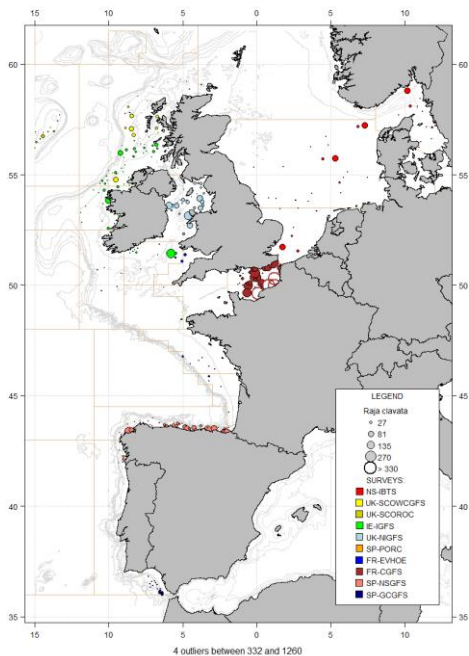 15 10 5 0 5 10
60 60
55 55
50 50
45 45
40 40
35 35
LEGEND
Raja clavata
27
81
135
270
> 330
SURVEYS
NS-IBTS
UK-SCOWCGFS
UK-SCOROC
IE-IGFS
UK-NIGFS
SP-PORC
FR-EVHOE
FR-CGFS
SP-NSGFS
SP-GCGFS
15 10 5 0 5 10
4 outliers between 332 and 1260